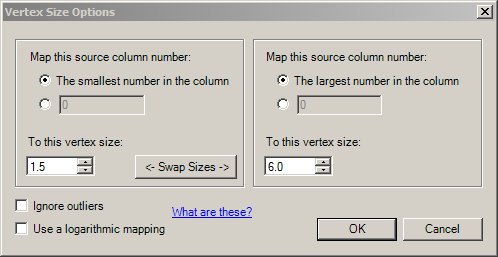 Vertex Size Options
Map this source column number:
The smallest number in the column
0
To this vertex size:
1.5
<- Swap Sizes ->
Map this source column number:
The largest number in the column
0
To this vertex size:
6.0
Ignore outliers
Use a logarithmic mapping
What are these?
OK
Cancel